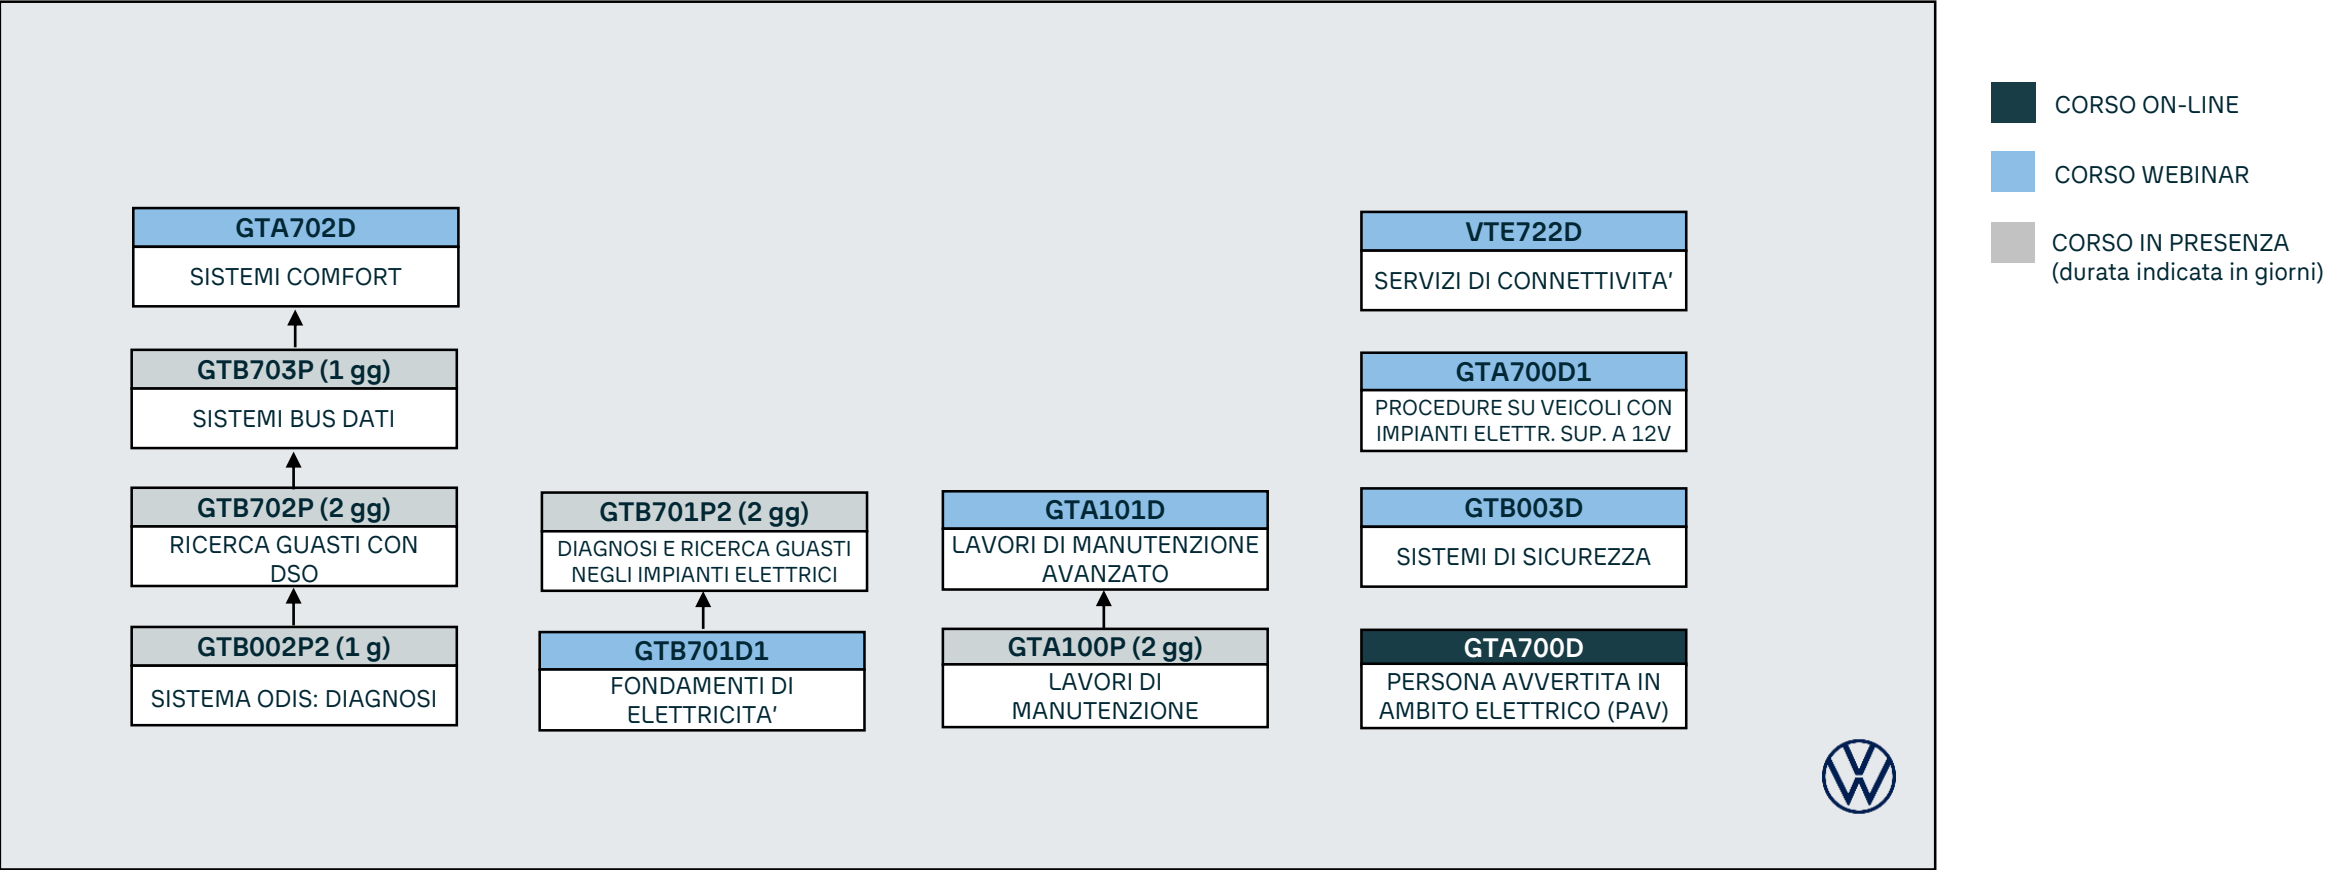 GTA702D
SISTEMI COMFORT
GTB703P (1 gg)
SISTEMI BUS DATI
GTB702P (2 gg)
RICERCA GUASTI CON
DSO
GTB002P2 (1 g)
SISTEMA ODIS: DIAGNOSI
GTB701P2 (2 gg)
DIAGNOSI E RICERCA GUASTI
NEGLI IMPIANTI ELETTRICI
GTB701D1
FONDAMENTI DI
ELETTRICITA’
GTA101D
LAVORI DI MANUTENZIONE
AVANZATO
GTA100P (2 gg)
LAVORI DI
MANUTENZIONE
VTE722D
SERVIZI DI CONNETTIVITA’
GTA700D1
PROCEDURE SU VEICOLI CON
IMPIANTI ELETTR. SUP. A 12V
GTB003D
SISTEMI DI SICUREZZA
GTA700D
PERSONA AVVERTITA IN
AMBITO ELETTRICO (PAV)
CORSO ON-LINE
CORSO WEBINAR
CORSO IN PRESENZA
(durata indicata in giorni)